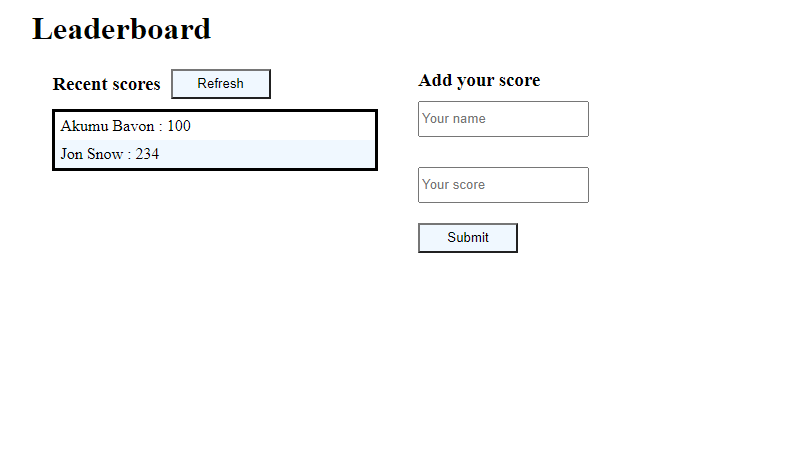 Leaderboard
Recent scores
Refresh
Akumu Bavon : 100
Jon Snow : 234
Add your score
Your name
Your score
Submit